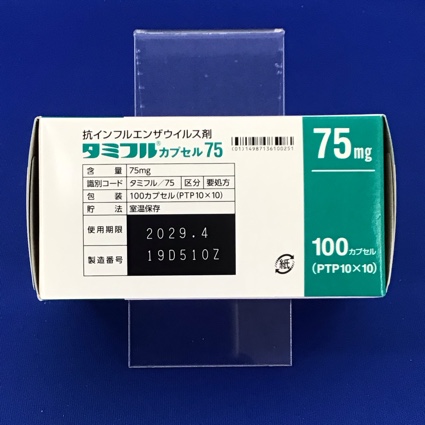 抗インフルエンザウイルス剤
タミフル®カプセル75
(01)14987136100251
含 量 75mg
識別コード タミフル/75 区分 要処方
包 装 100カプセル(PTP10×10)
貯 法 室温保存
使用期限 2029.4
製造番号 19D510Z
紙
75mg
100カプセル
(PTP10×10)